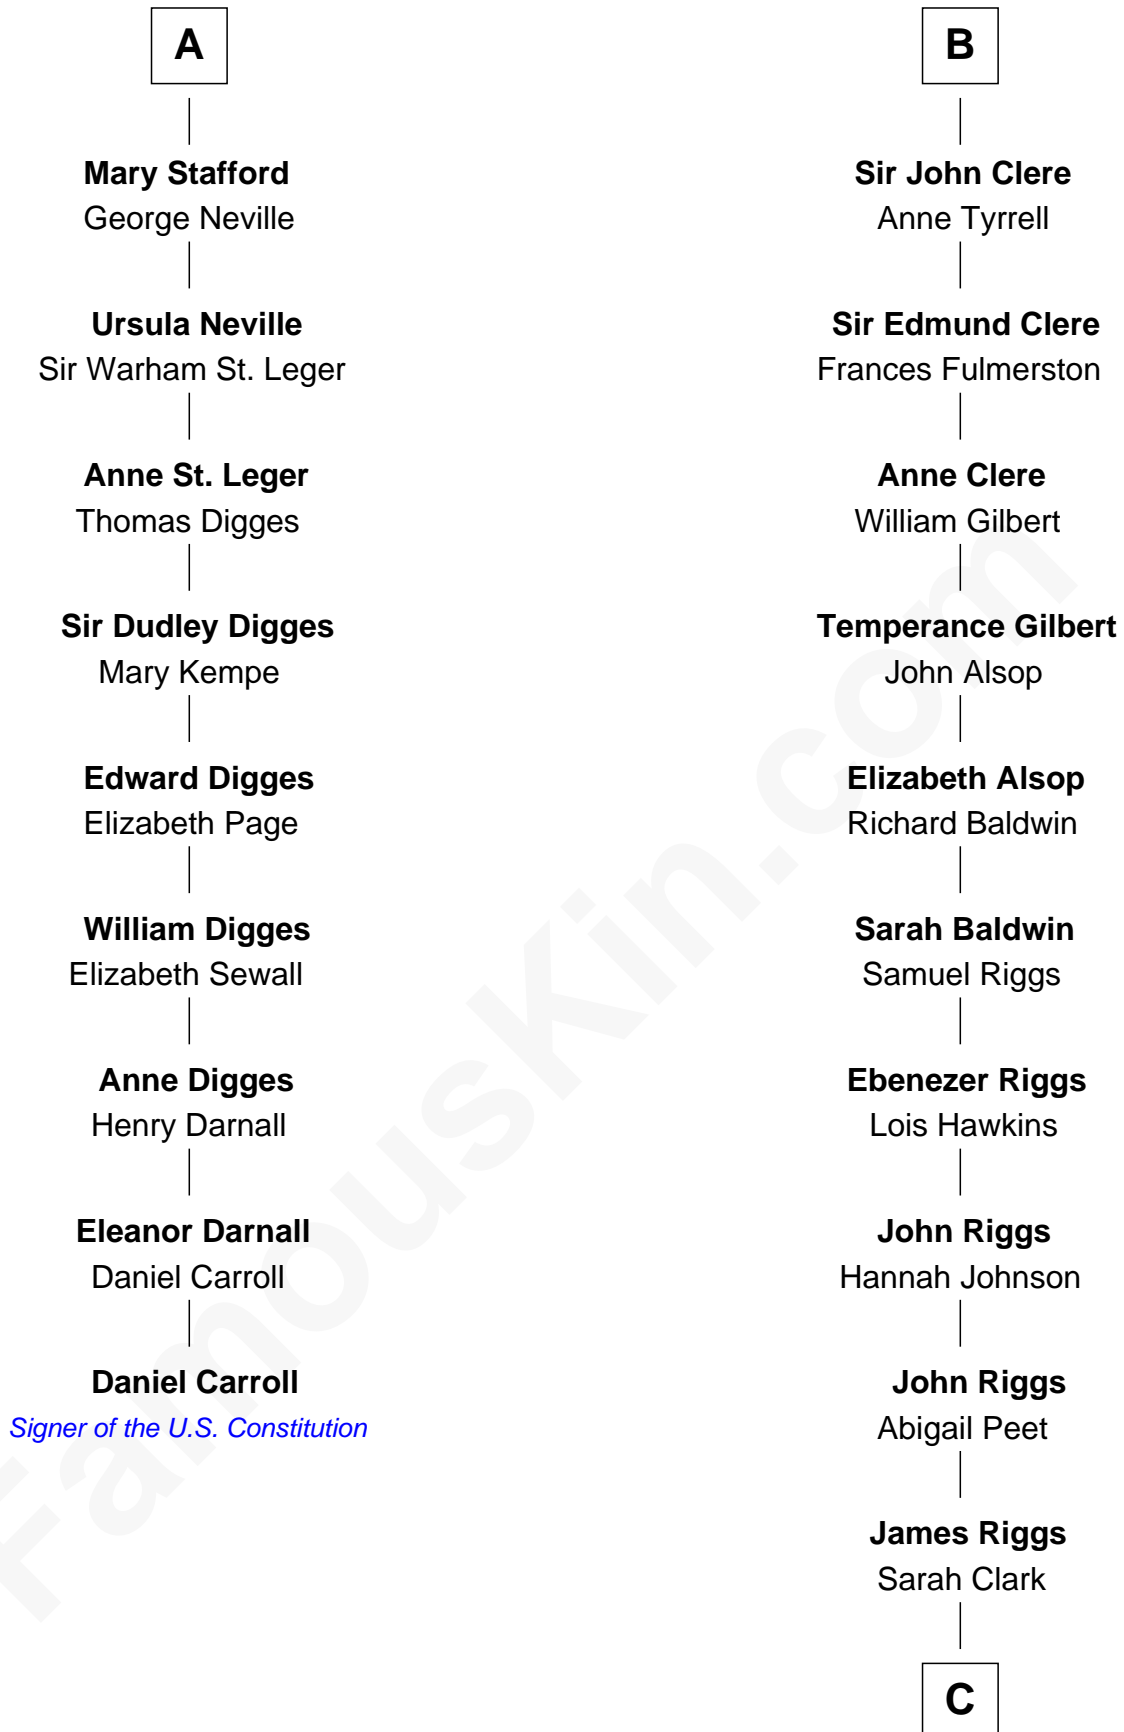 A
Mary Stafford
George Neville
Ursula Neville
Sir Warham St. Leger
Anne St. Leger
Thomas Digges
Sir Dudley Digges
Mary Kempe
Edward Digges
Elizabeth Page
William Digges
Elizabeth Sewall
Anne Digges
Henry Darnall
Eleanor Darnall
Daniel Carroll
Daniel Carroll
Signer of the U.S. Constitution
B
Sir John Clere
Anne Tyrrell
Sir Edmund Clere
Frances Fulmerston
Anne Clere
William Gilbert
Temperance Gilbert
John Alsop
Elizabeth Alsop
Richard Baldwin
Sarah Baldwin
Samuel Riggs
Ebenezer Riggs
Lois Hawkins
John Riggs
Hannah Johnson
John Riggs
Abigail Peet
James Riggs
Sarah Clark
C
FamousKin.com